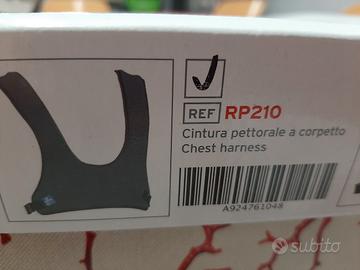 REF RP210
Cintura pettorale a corpetto
Chest harness
A924761048
subito